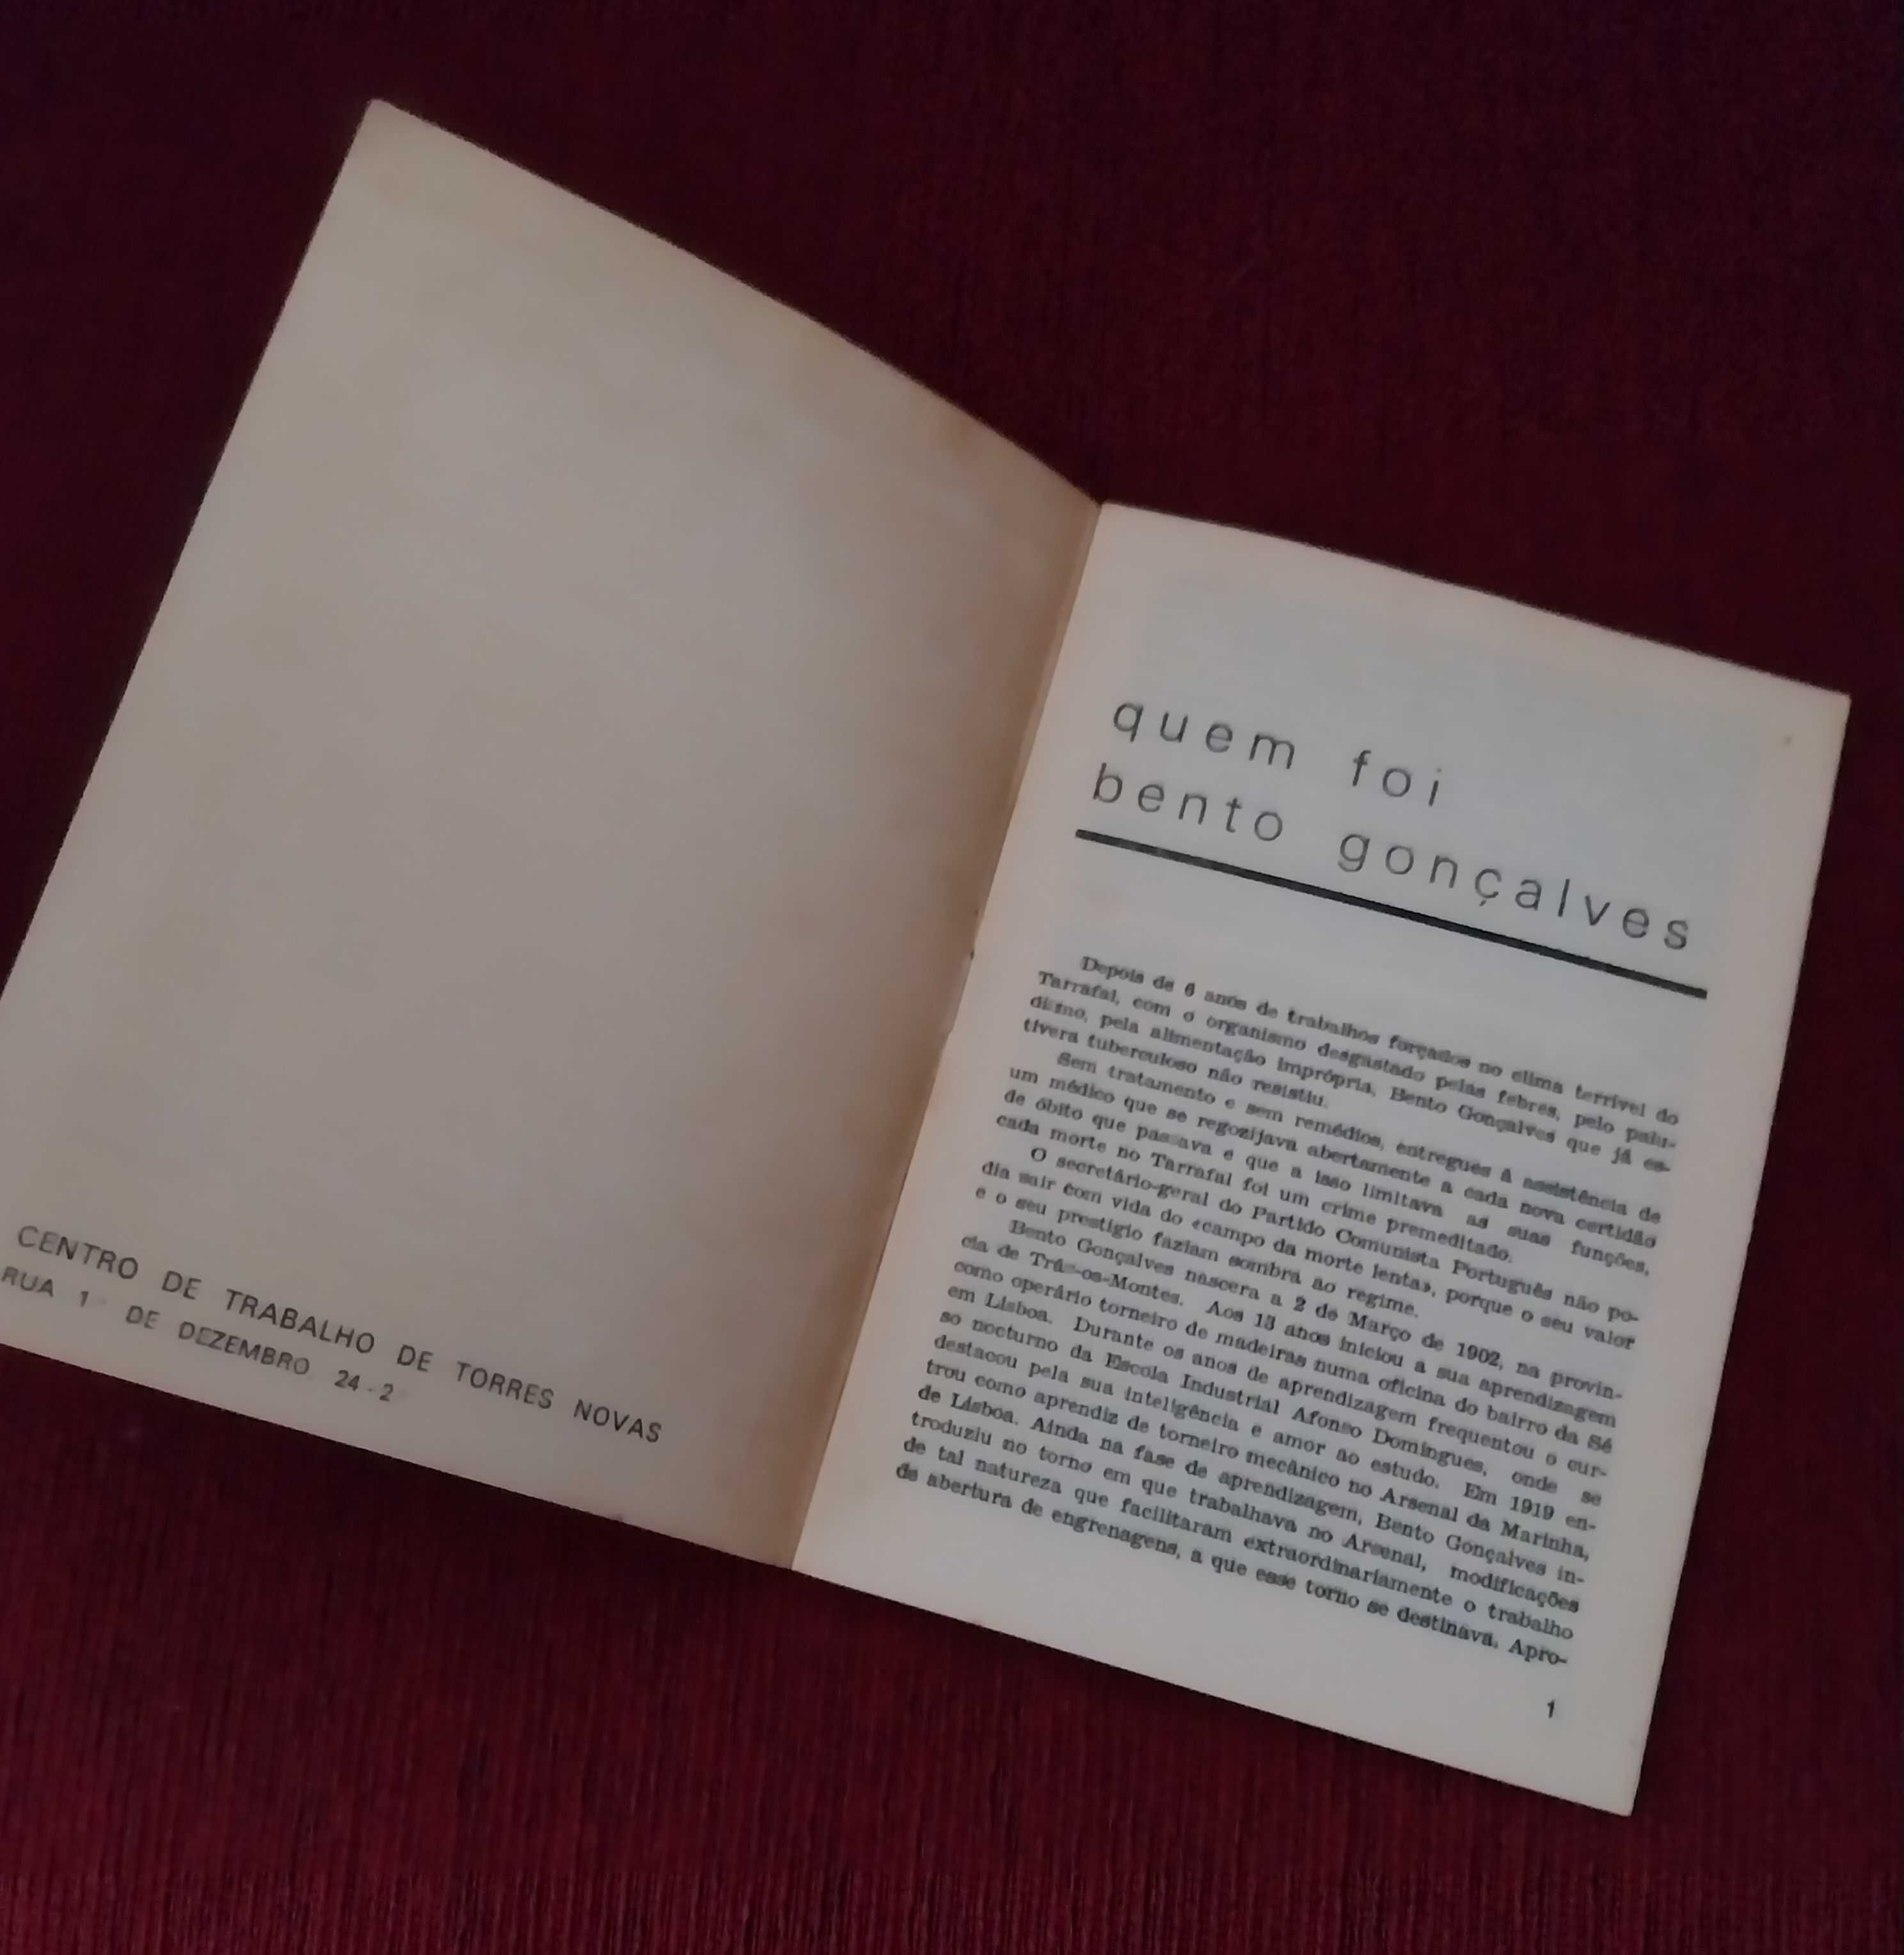 CENTRO DE TRABALHO DE TORRES NOVAS
RUA 1 DE DEZEMBRO 24-2
quem foi
bento gonçalves
Depois de 6 anos de trabalhos forçados no clima terrível do
Tarrafal, com o organismo desgastado pelas febres, pelo palu-
dismo, pela alimentação imprópria, Bento Gonçalves que já es-
tivera tuberculoso não resistiu.
Sem tratamento e sem remédios, entregues à assistência de
um médico que se regozijava abertamente a cada nova certidão
de óbito que passava e que a isso limitava as suas funções,
cada morte no Tarrafal foi um crime premeditado.
O secretário-geral do Partido Comunista Português não po-
dia sair com vida do «campo da morte lenta», porque o seu valor
e o seu prestígio faziam sombra ao regime.
Bento Gonçalves nascera a 2 de Março de 1902, na provín-
cia de Trás-os-Montes. Aos 13 anos iniciou a sua aprendizagem
como operário torneiro de madeiras numa oficina do bairro da Sé
em Lisboa. Durante os anos de aprendizagem frequentou o cur-
so nocturno da Escola Industrial Afonso Domingues, onde se
destacou pela sua inteligência e amor ao estudo. Em 1919 en-
trou como aprendiz de torneiro mecânico no Arsenal da Marinha,
de Lisboa. Ainda na fase de aprendizagem, Bento Gonçalves in-
troduziu no torno em que trabalhava no Arsenal, modificações
de tal natureza que facilitaram extraordinariamente o trabalho
de abertura de engrenagens, a que esse torno se destinava. Apro-
1